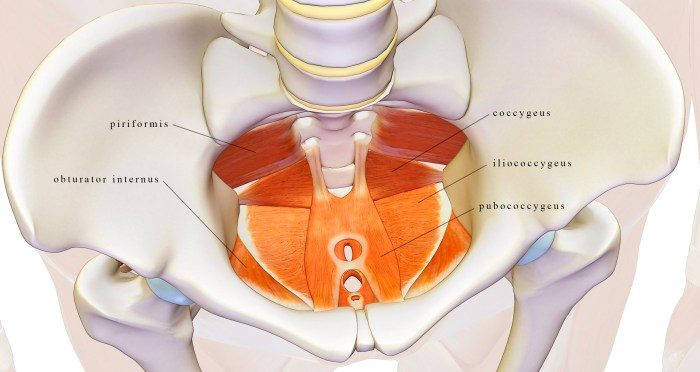 piriformis
obturator internus
coccygeus
iliococcygeus
pubococcygeus